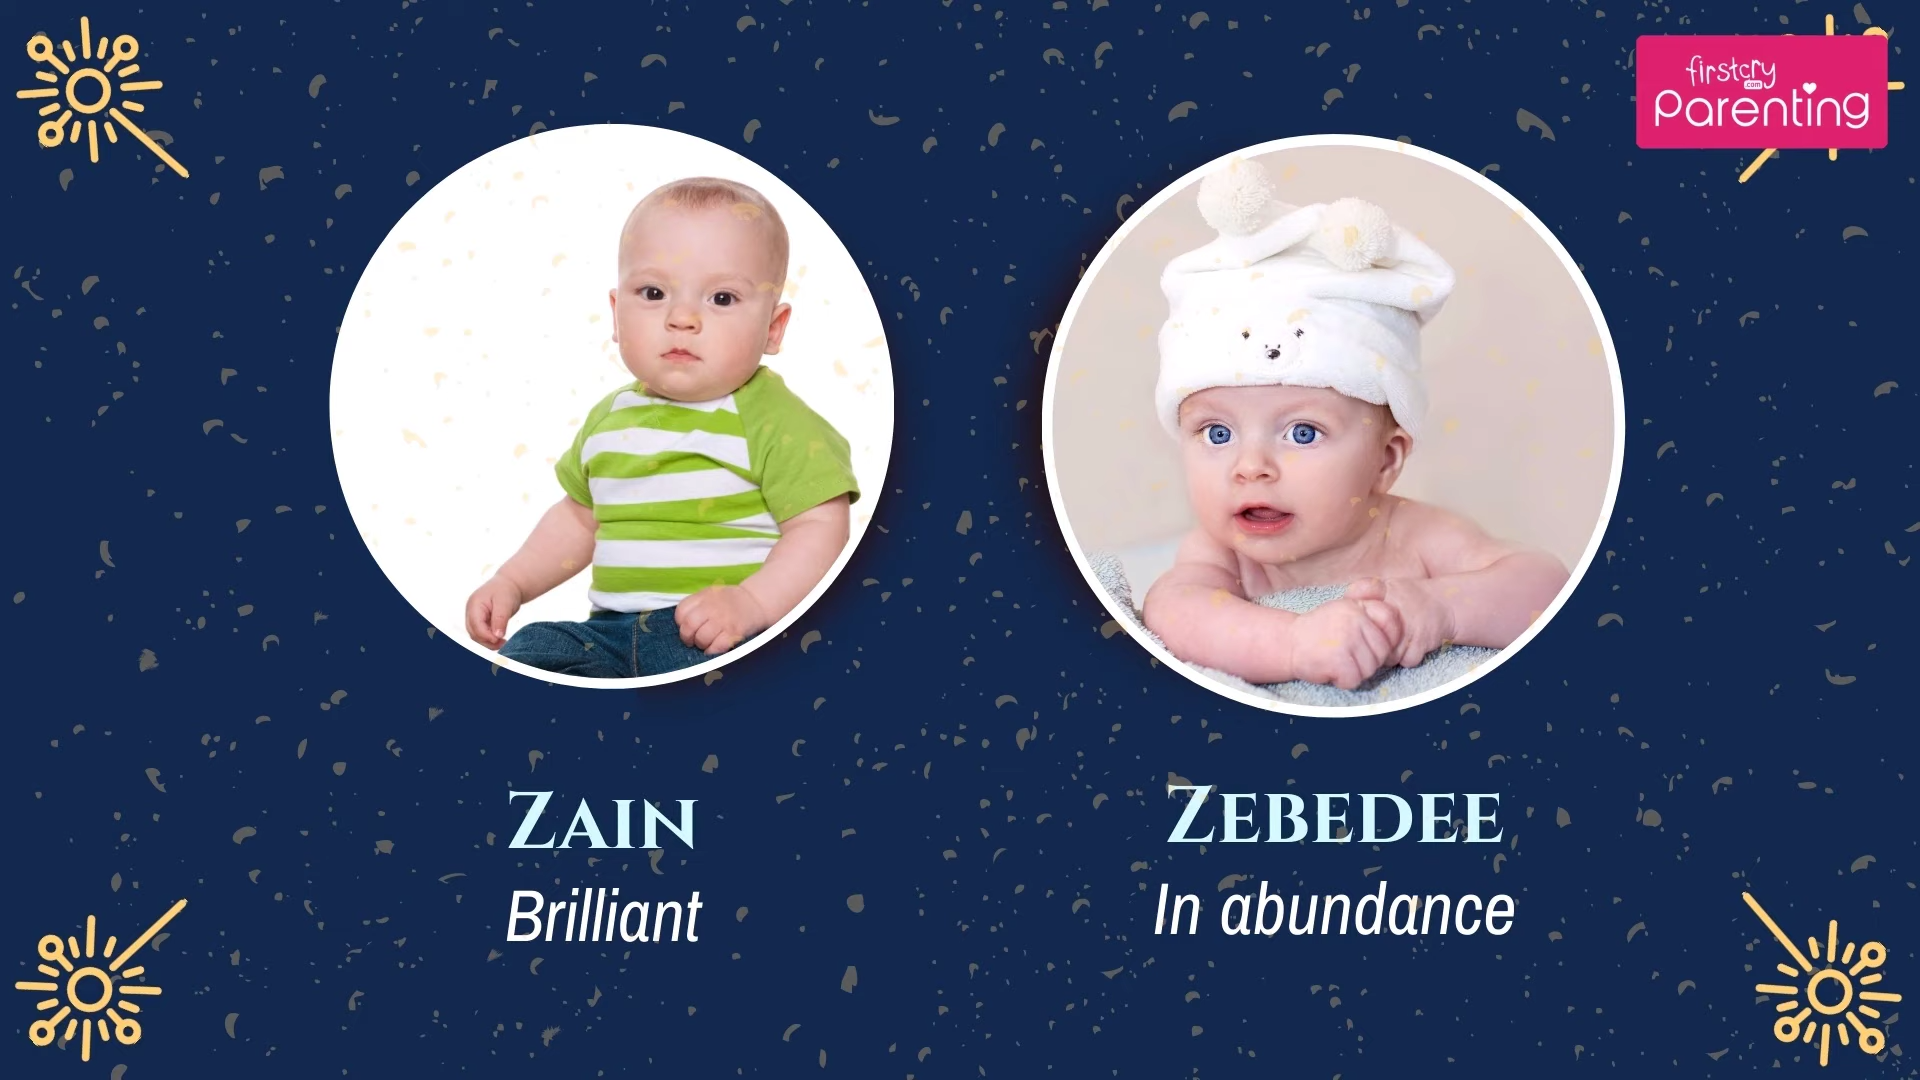 firstcry
.com
Parenting
Zain
Zebedee
Brilliant
In abundance